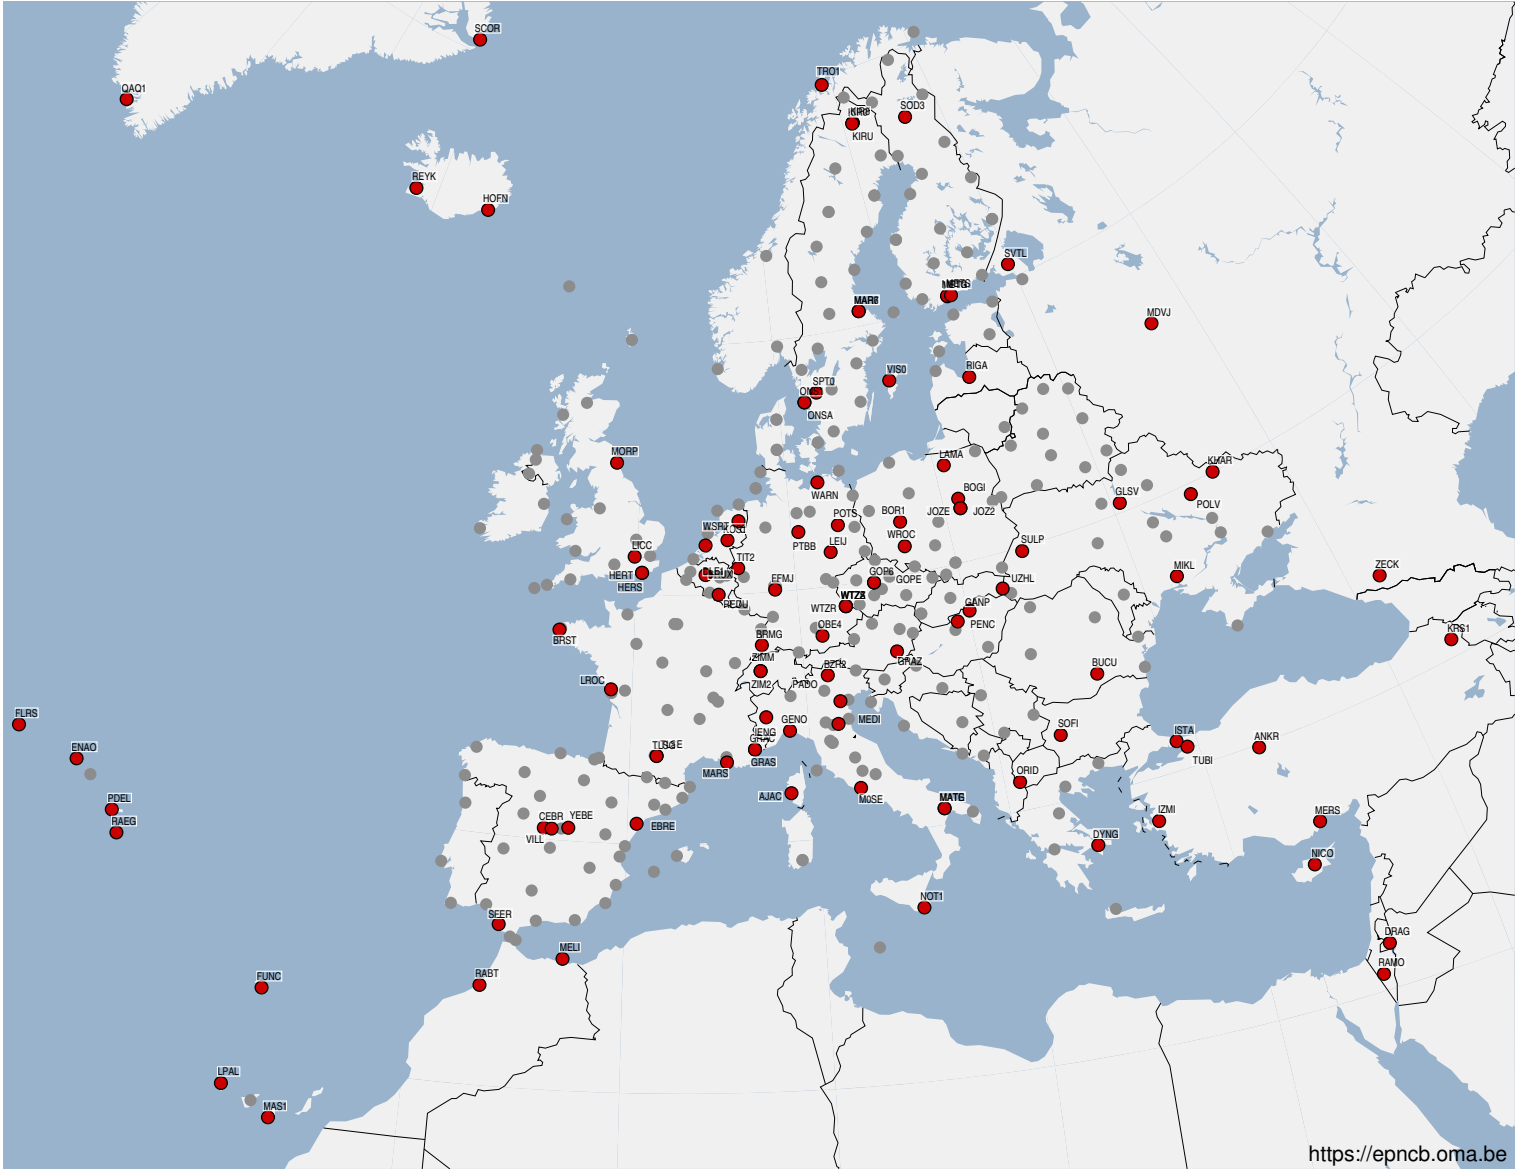 SCOR
TRO1
QAQ1
SOD3
KIRU
REYK
HOFN
SVTL
MDVJ
RIGA
VIS0
SPT0
ONSA
MORP
LAMA
KHAR
WARN
BOGI
GLSV
POLV
POTS
BOR1
JOZE
JOZ2
WSRT
PTBB
WROC
LEIJ
SULP
LICC
TIT2
HERT
HERS
GOP6
GOPE
UZHL
MIKL
ZECK
EFMJ
REDU
WTZR
GANP
PENC
OBE4
BRST
BRMG
KRS1
ZIMM
GRAZ
ZIM2
BZR2
PADO
BUCU
LROC
FLRS
GENO
MEDI
IENG
SOFI
ISTA
TUBI
ANKR
ENAO
GRAC
GRAS
MARS
ORID
AJAC
M0SE
PDEL
RAEG
CEBR
YEBE
VILL
EBRE
IZMI
MERS
DYNG
NICO
NOT1
SFER
MELI
DRAG
RAMO
RABT
FUNC
LPAL
MAS1
https://epncb.oma.be